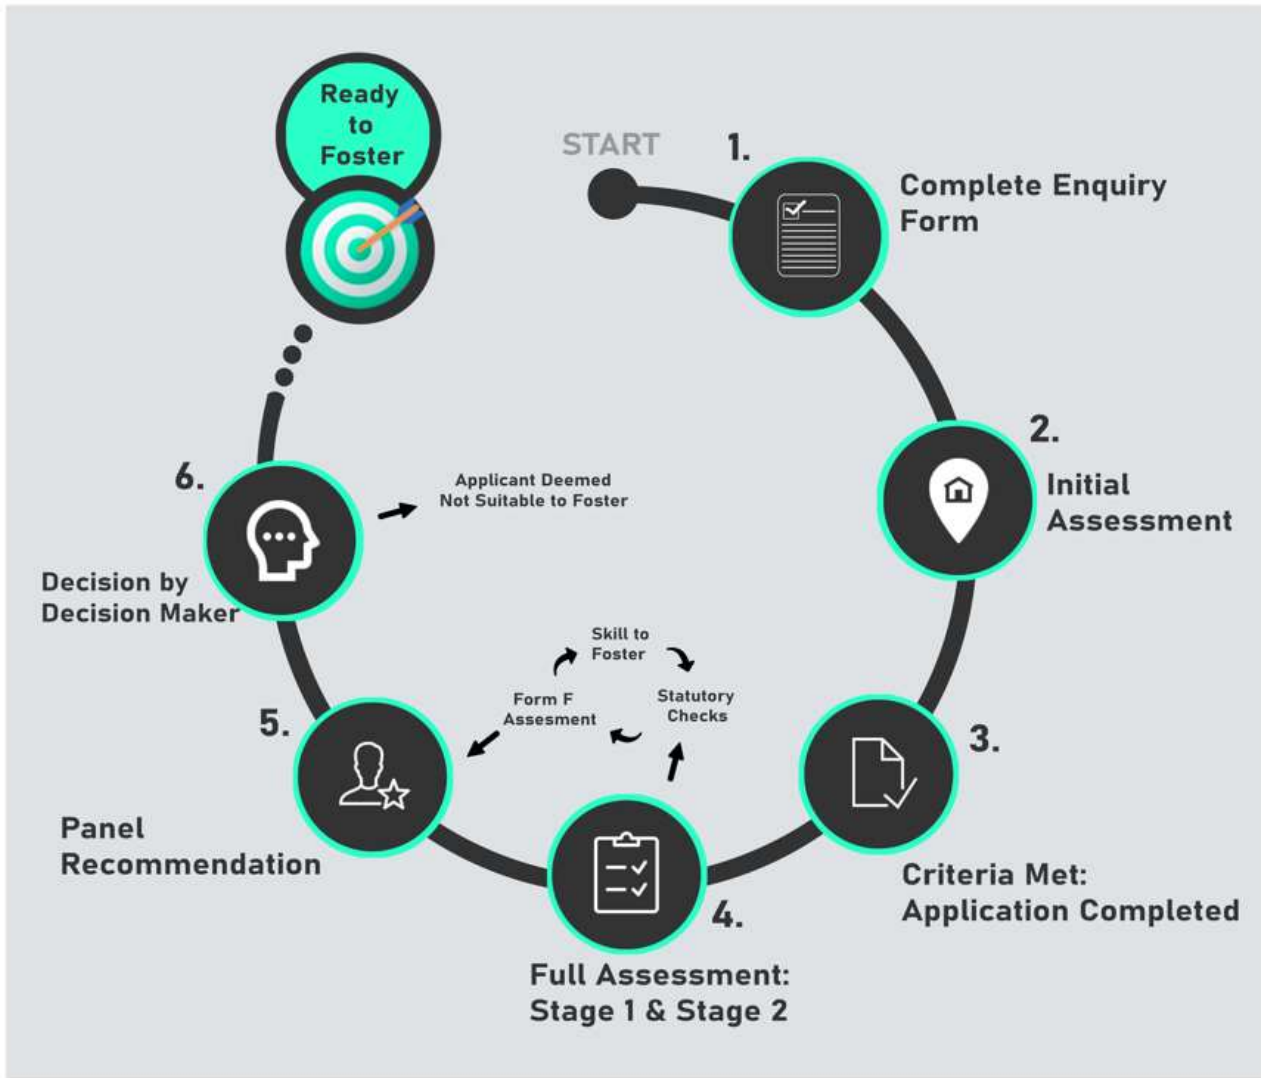 START
1.
Complete Enquiry
Form
2.
Initial
Assessment
3.
Criteria Met:
Application Completed
4.
Full Assessment:
Stage 1 & Stage 2
Statutory
Checks
Form F
Assesment
Skill to
Foster
5.
Panel
Recommendation
6.
Decision by
Decision Maker
Applicant Deemed
Not Suitable to Foster
Ready
to
Foster